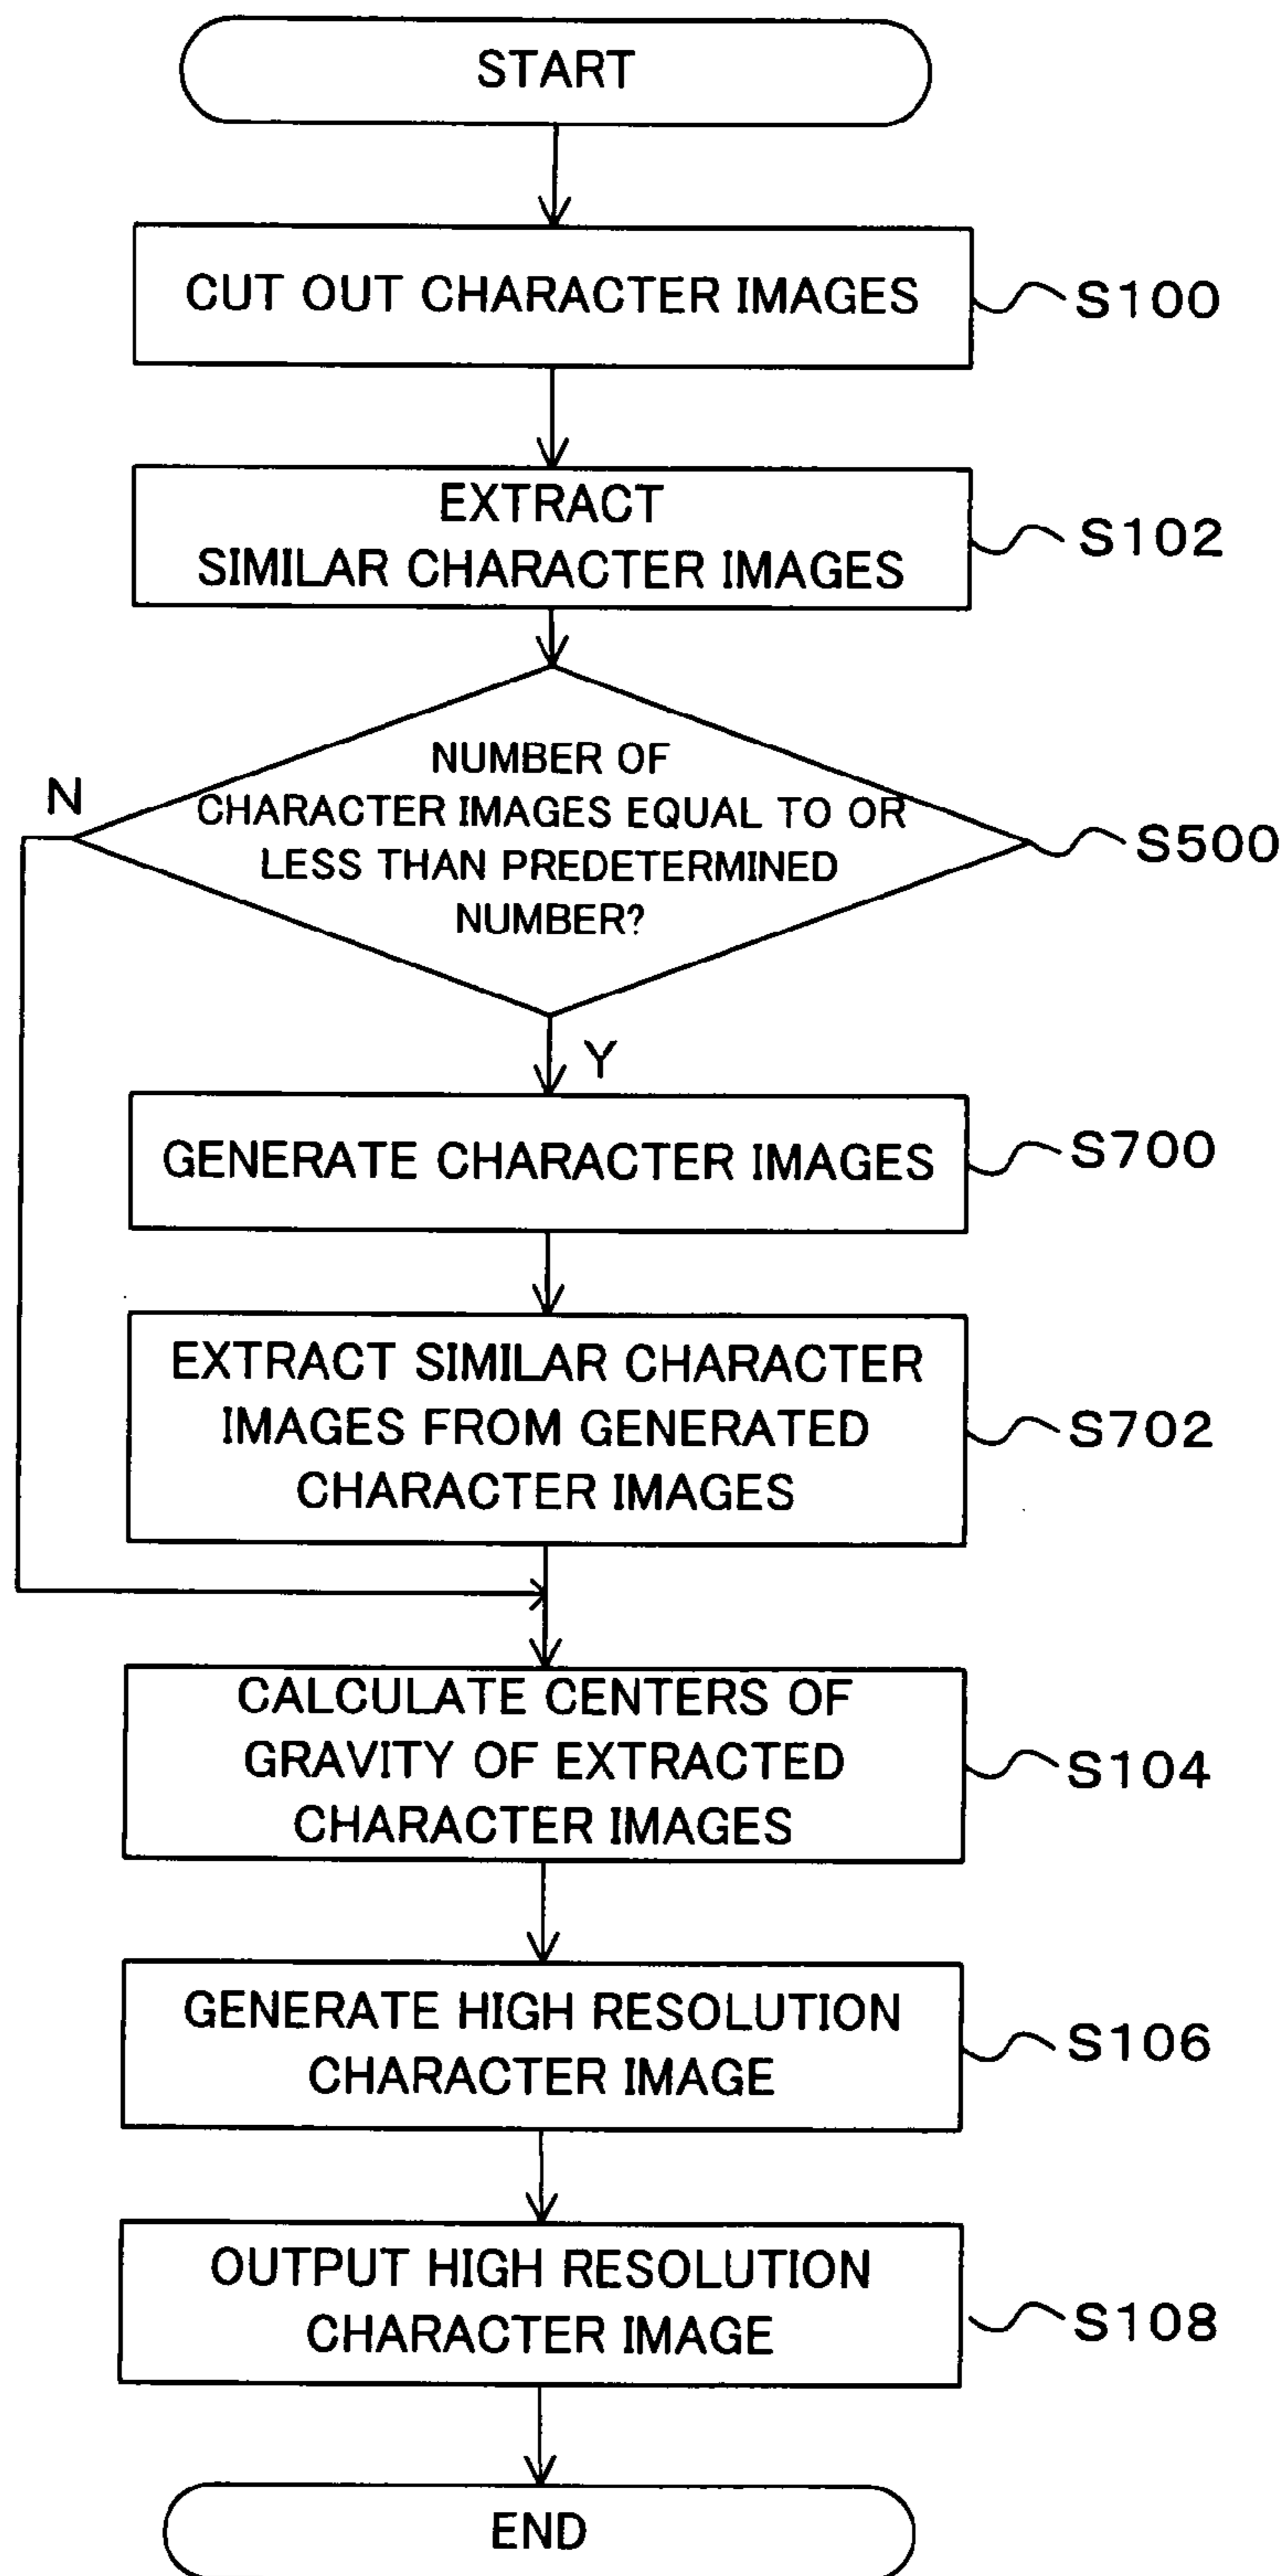 START
CUT OUT CHARACTER IMAGES
S100
EXTRACT
SIMILAR CHARACTER IMAGES
S102
NUMBER OF
CHARACTER IMAGES EQUAL TO OR
LESS THAN PREDETERMINED
NUMBER?
N
S500
Y
GENERATE CHARACTER IMAGES
S700
EXTRACT SIMILAR CHARACTER
IMAGES FROM GENERATED
CHARACTER IMAGES
S702
CALCULATE CENTERS OF
GRAVITY OF EXTRACTED
CHARACTER IMAGES
S104
GENERATE HIGH RESOLUTION
CHARACTER IMAGE
S106
OUTPUT HIGH RESOLUTION
CHARACTER IMAGE
S108
END